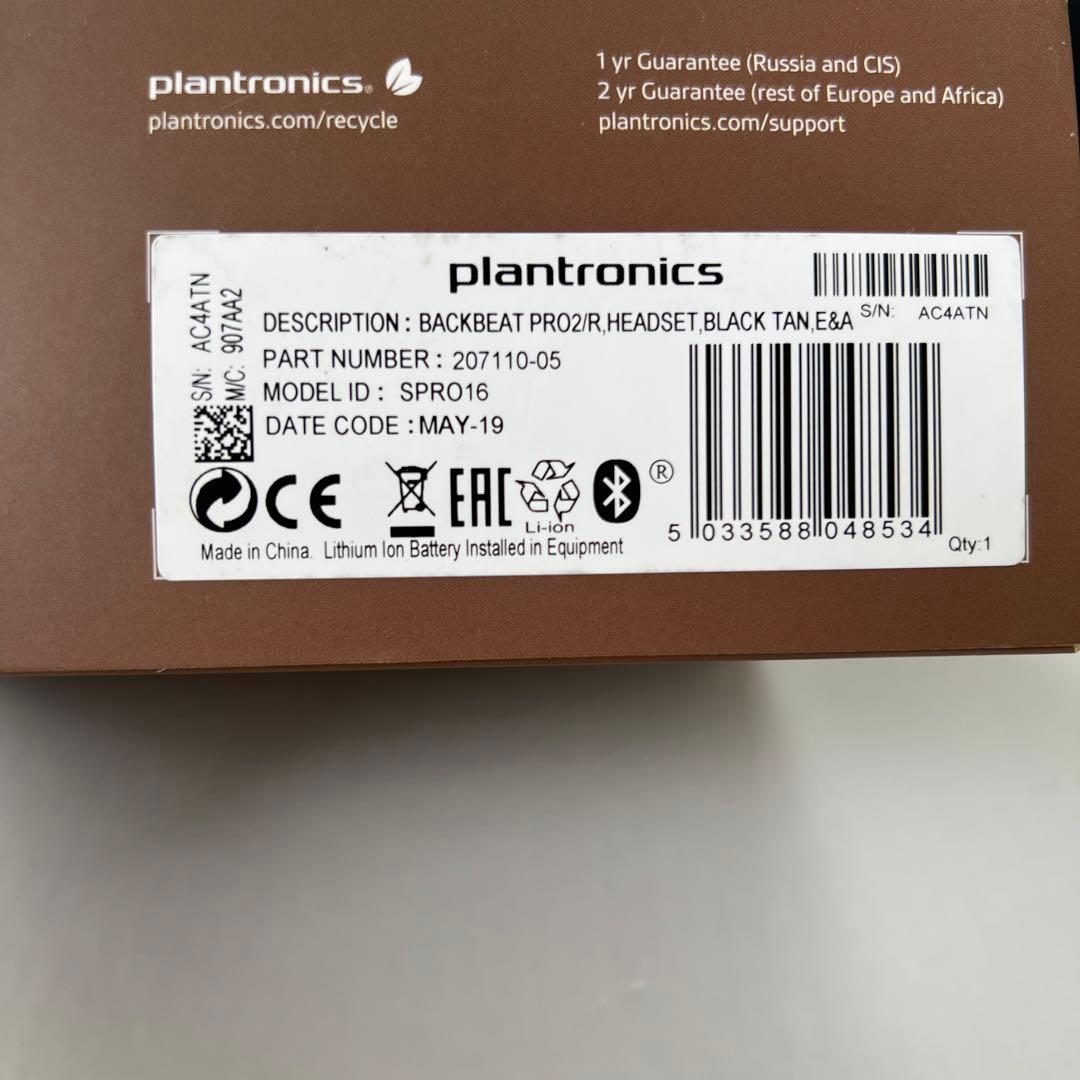 plantronics®
plantronics.com/recycle
1 yr Guarantee (Russia and CIS)
2 yr Guarantee (rest of Europe and Africa)
plantronics.com/support
plantronics
S/N: AC4ATN
S/N: AC4ATN
M/C: 907AA2
DESCRIPTION : BACKBEAT PRO2/R,HEADSET,BLACK TAN,E&A
PART NUMBER : 207110-05
MODEL ID : SPRO16
DATE CODE : MAY-19
CE
EAC
Li-ion
®
Made in China. Lithium Ion Battery Installed in Equipment
5 033588 048534
Qty:1